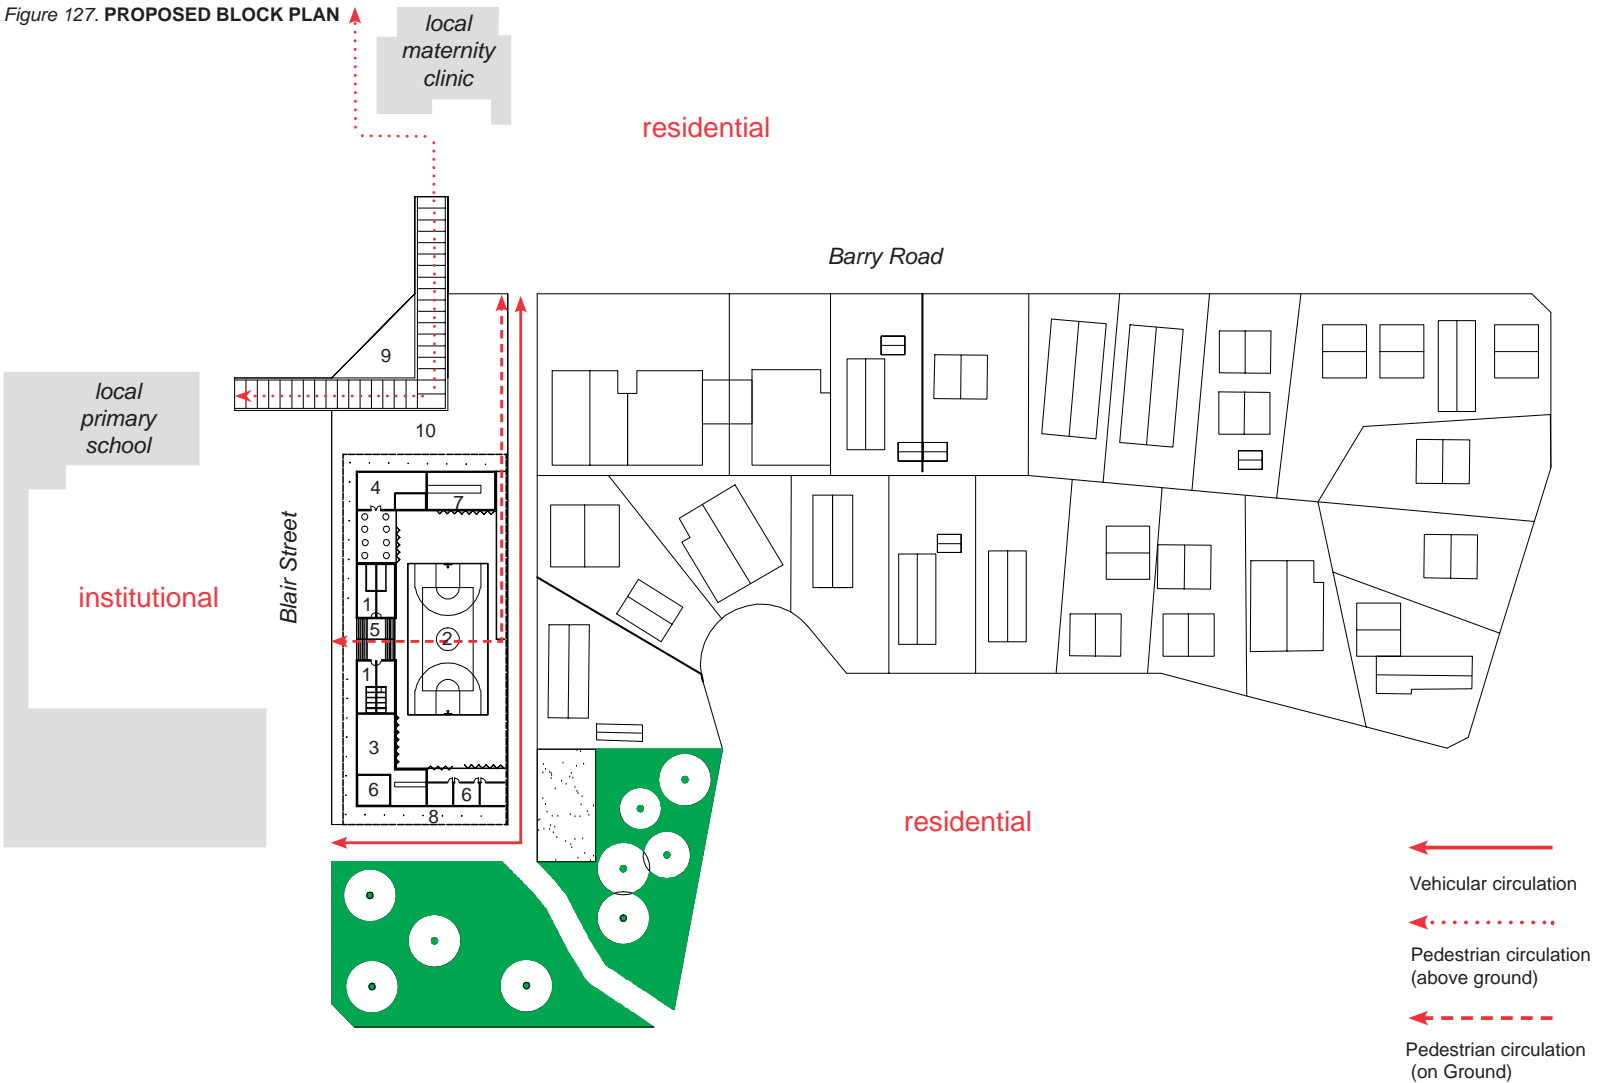 Figure 127. PROPOSED BLOCK PLAN
local
maternity
clinic
residential
Barry Road
9
10
local
primary
school
4
7
Blair Street
institutional
1
5
2
1
3
6
6
8
residential
Vehicular circulation
Pedestrian circulation
(above ground)
Pedestrian circulation
(on Ground)